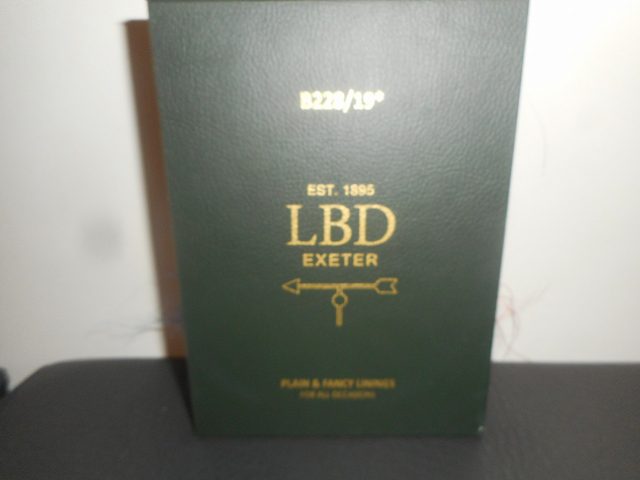 B228/19*
EST. 1895
LBD
EXETER
PLAIN & FANCY LININGS
FOR ALL OCCASIONS